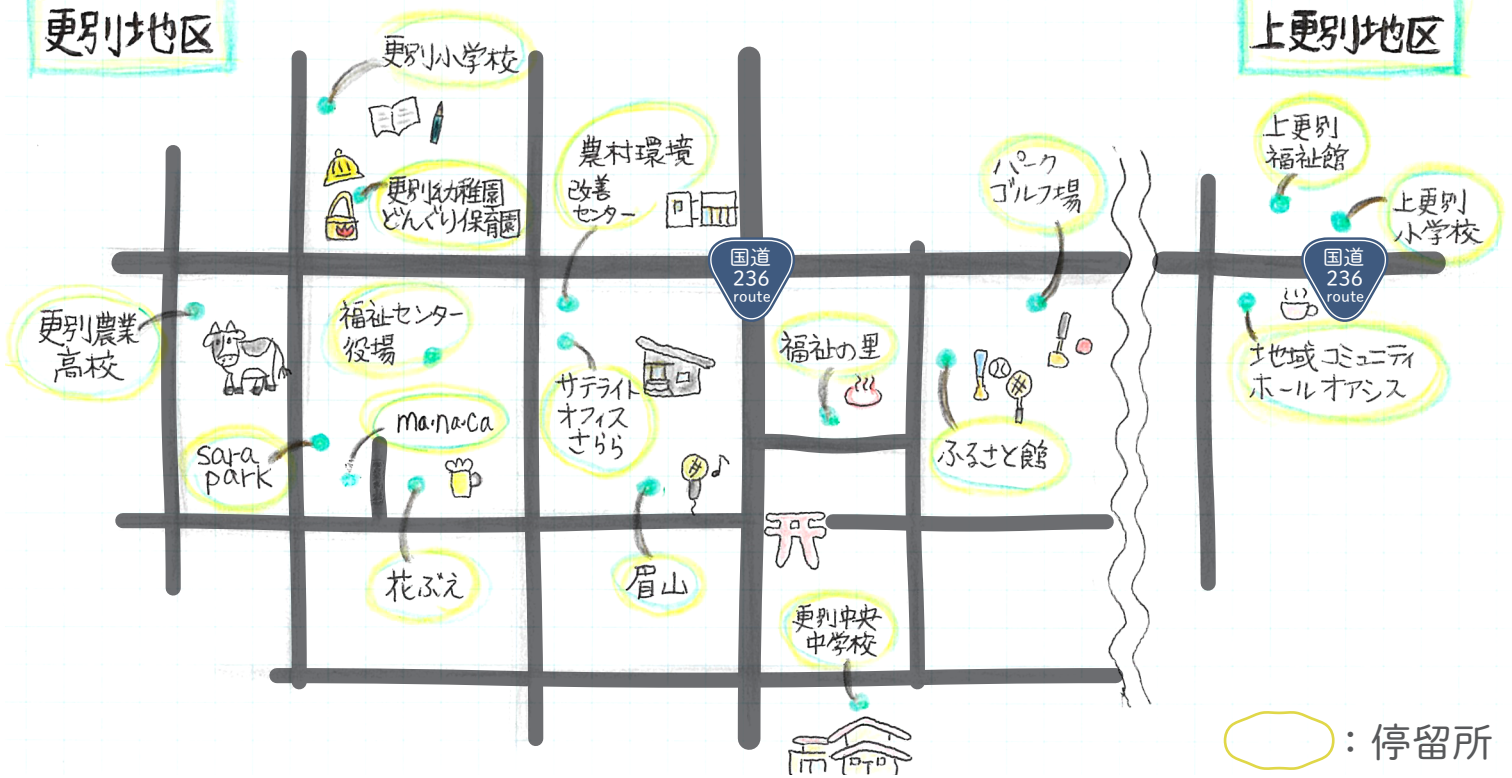 更別地区
上更別地区
更別小学校
更別幼稚園
どんぐり保育園
農村環境
改善
センター
パーク
ゴルフ場
上更別
福祉館
上更別
小学校
国道
236
route
国道
236
route
更別農業
高校
福祉センター
役場
ma・na・ca
sara
park
サテライト
オフィス
さらら
福祉の里
ふるさと館
地域コミュニティ
ホールオアシス
花ぶえ
眉山
更別中央
中学校
：停留所